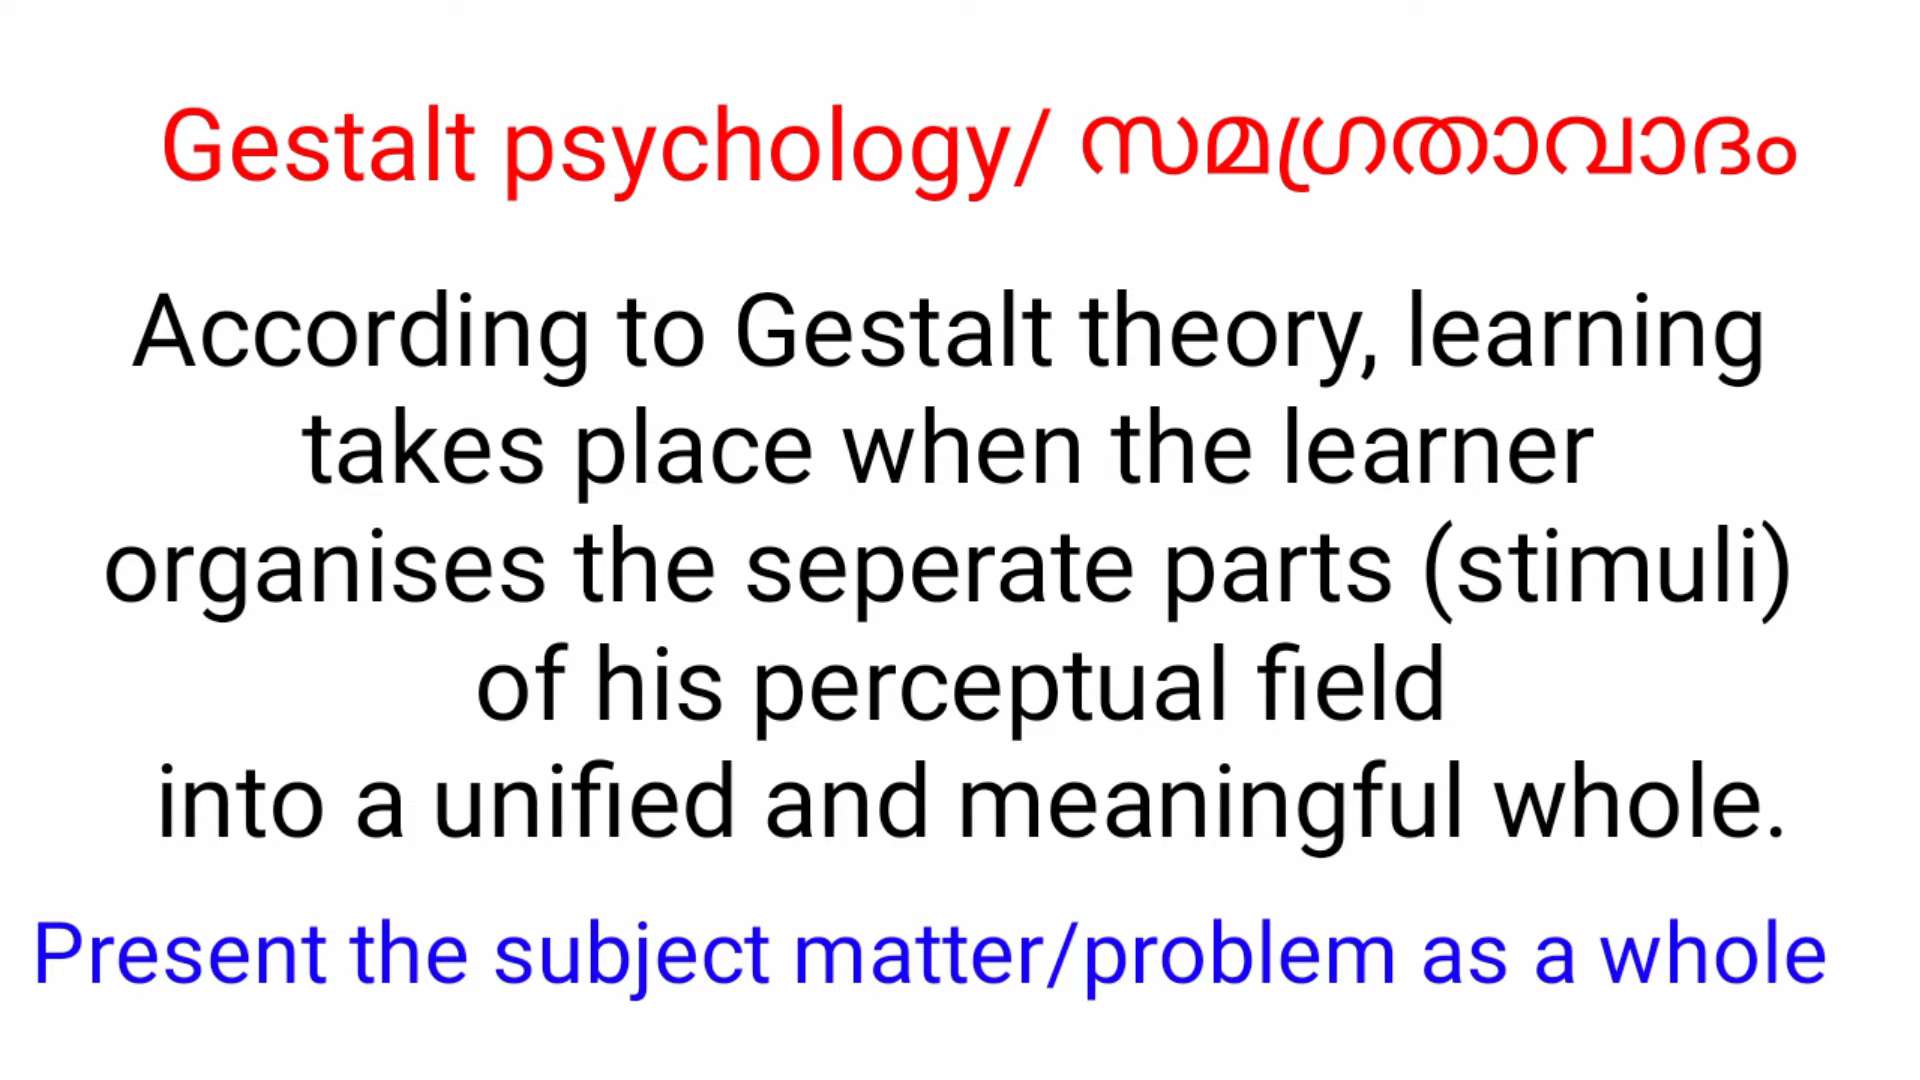 Gestalt psychology/ സമഗ്രതാവാദം
According to Gestalt theory, learning
takes place when the learner
organises the seperate parts (stimuli)
of his perceptual field
into a unified and meaningful whole.
Present the subject matter/problem as a whole